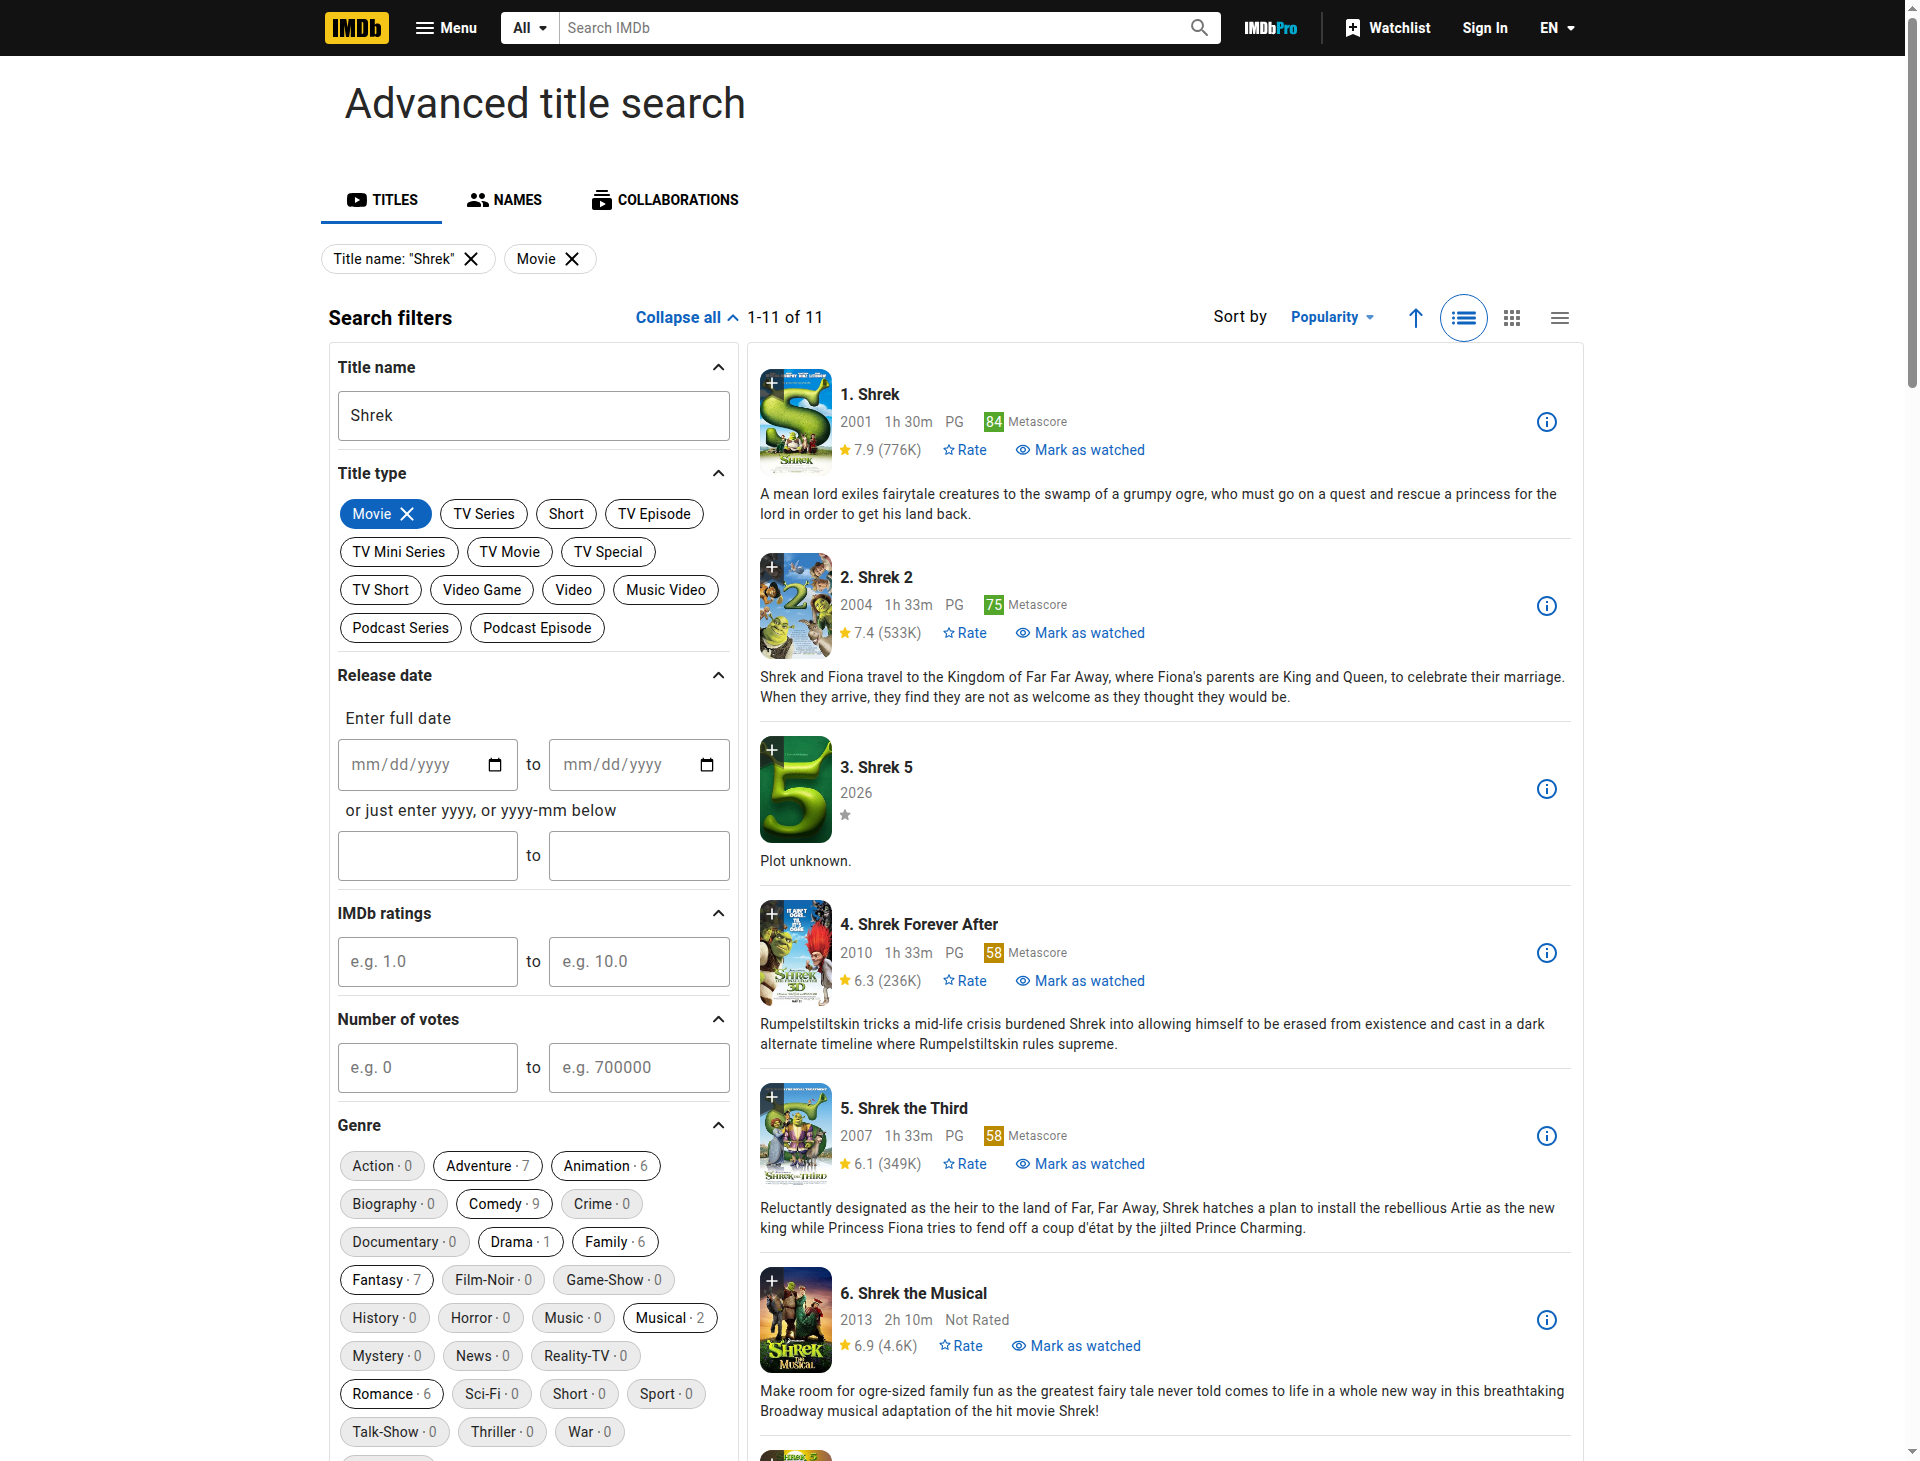 IMDb
Menu
All
Search IMDb
IMDbPro
Watchlist
Sign In
EN
Advanced title search
TITLES
NAMES
COLLABORATIONS
Title name: "Shrek"
Movie
Search filters
Collapse all
1-11 of 11
Sort by
Popularity
Title name
Shrek
Title type
Movie
TV Series
Short
TV Episode
TV Mini Series
TV Movie
TV Special
TV Short
Video Game
Video
Music Video
Podcast Series
Podcast Episode
Release date
Enter full date
mm/dd/yyyy
to
mm/dd/yyyy
or just enter yyyy, or yyyy-mm below
to
IMDb ratings
e.g. 1.0
to
e.g. 10.0
Number of votes
e.g. 0
to
e.g. 700000
Genre
Action · 0
Adventure · 7
Animation · 6
Biography · 0
Comedy · 9
Crime · 0
Documentary · 0
Drama · 1
Family · 6
Fantasy · 7
Film-Noir · 0
Game-Show · 0
History · 0
Horror · 0
Music · 0
Musical · 2
Mystery · 0
News · 0
Reality-TV · 0
Romance · 6
Sci-Fi · 0
Short · 0
Sport · 0
Talk-Show · 0
Thriller · 0
War · 0
SHREK
1. Shrek
2001 1h 30m PG 84 Metascore
7.9 (776K) Rate Mark as watched
A mean lord exiles fairytale creatures to the swamp of a grumpy ogre, who must go on a quest and rescue a princess for the
lord in order to get his land back.
2
2. Shrek 2
2004 1h 33m PG 75 Metascore
7.4 (533K) Rate Mark as watched
Shrek and Fiona travel to the Kingdom of Far Far Away, where Fiona's parents are King and Queen, to celebrate their marriage.
When they arrive, they find they are not as welcome as they thought they would be.
5
3. Shrek 5
2026
Plot unknown.
IT AIN'T
OGRE..
TIL
IT'S
OGRE
SHREK
3D
4. Shrek Forever After
2010 1h 33m PG 58 Metascore
6.3 (236K) Rate Mark as watched
Rumpelstiltskin tricks a mid-life crisis burdened Shrek into allowing himself to be erased from existence and cast in a dark
alternate timeline where Rumpelstiltskin rules supreme.
SHREK THE THIRD
5. Shrek the Third
2007 1h 33m PG 58 Metascore
6.1 (349K) Rate Mark as watched
Reluctantly designated as the heir to the land of Far, Far Away, Shrek hatches a plan to install the rebellious Artie as the new
king while Princess Fiona tries to fend off a coup d'état by the jilted Prince Charming.
SHREK
THE
MUSICAL
6. Shrek the Musical
2013 2h 10m Not Rated
6.9 (4.6K) Rate Mark as watched
Make room for ogre-sized family fun as the greatest fairy tale never told comes to life in a whole new way in this breathtaking
Broadway musical adaptation of the hit movie Shrek!